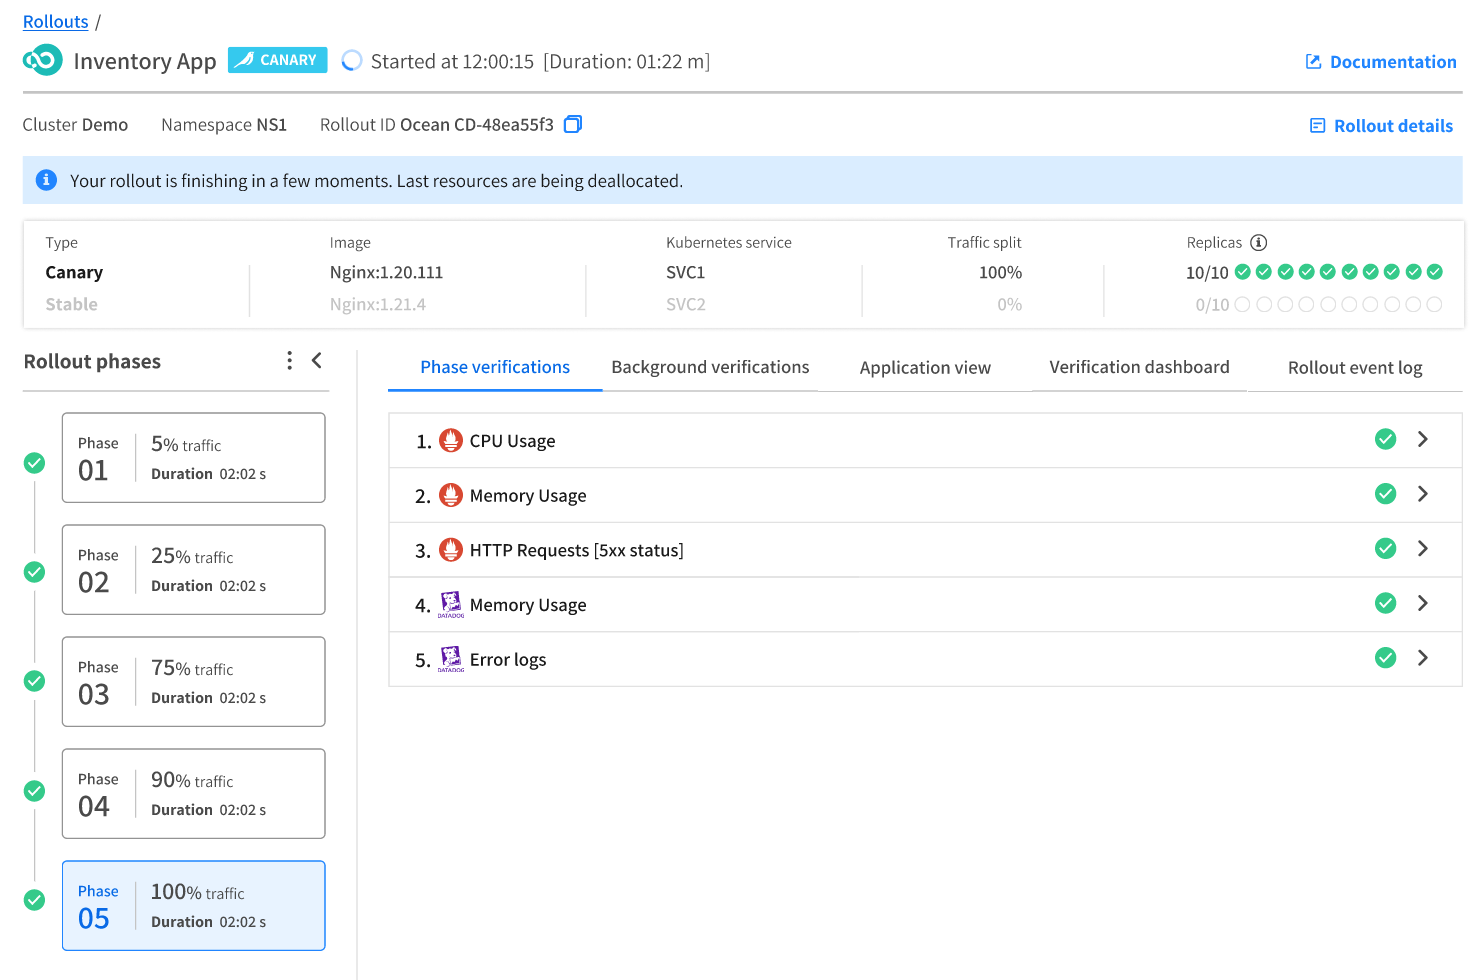 Rollouts /
Inventory App CANARY Started at 12:00:15 [Duration: 01:22 m]
Documentation
Cluster Demo Namespace NS1 Rollout ID Ocean CD-48ea55f3
Rollout details
Your rollout is finishing in a few moments. Last resources are being deallocated.
Type Image Kubernetes service Traffic split Replicas
Canary Nginx:1.20.111 SVC1 100% 10/10
Stable Nginx:1.21.4 SVC2 0% 0/10
Rollout phases
Phase 5% traffic
01 Duration 02:02 s
Phase 25% traffic
02 Duration 02:02 s
Phase 75% traffic
03 Duration 02:02 s
Phase 90% traffic
04 Duration 02:02 s
Phase 100% traffic
05 Duration 02:02 s
Phase verifications Background verifications Application view Verification dashboard Rollout event log
1. CPU Usage
2. Memory Usage
3. HTTP Requests [5xx status]
4. DATADOG Memory Usage
5. DATADOG Error logs